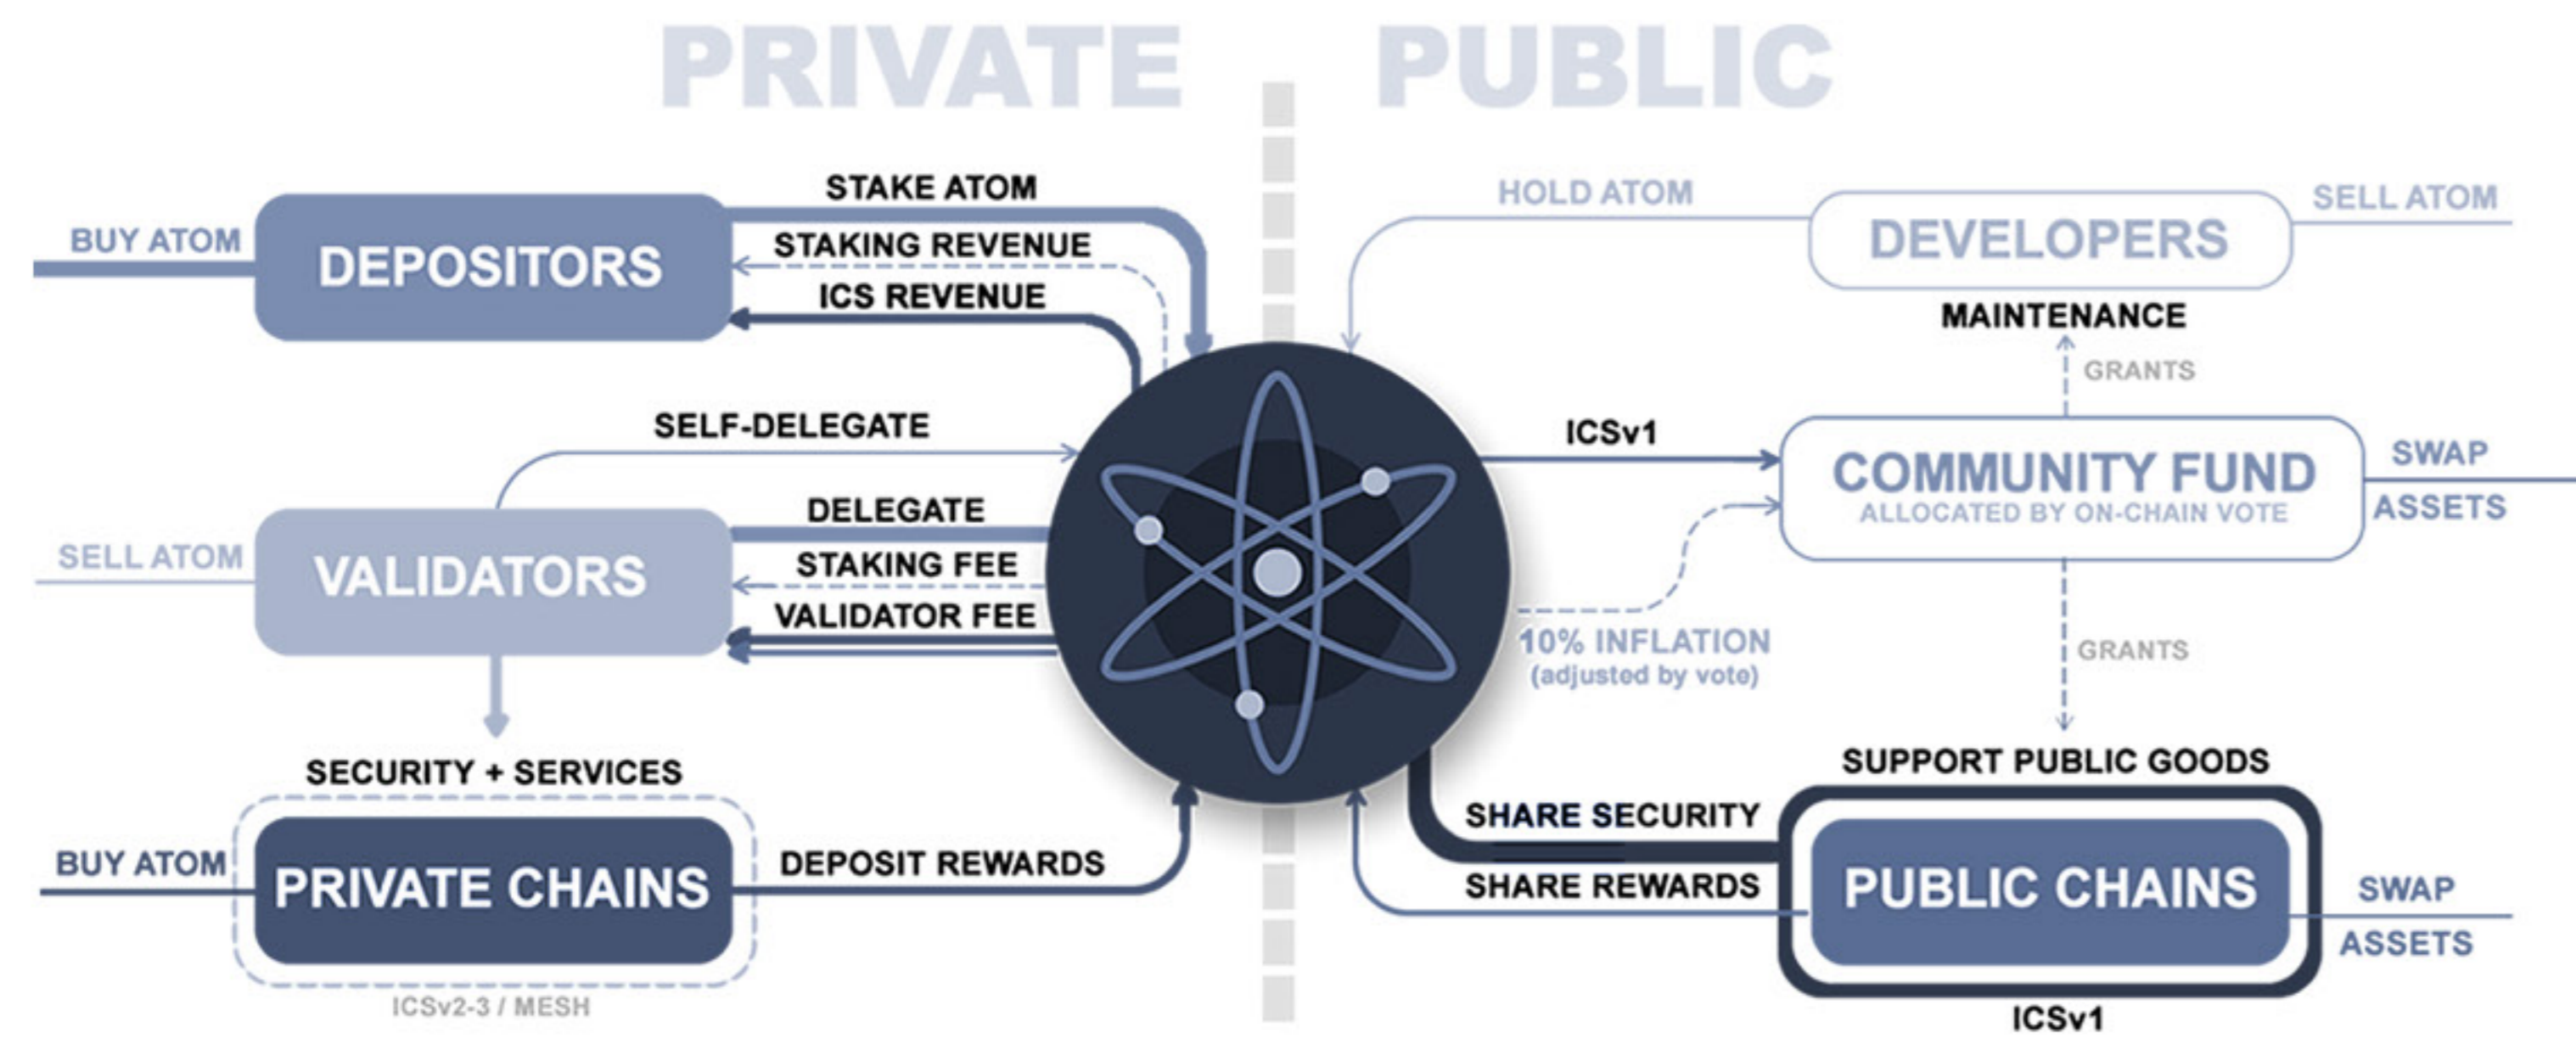 PRIVATE
PUBLIC
STAKE ATOM
BUY ATOM
DEPOSITORS
STAKING REVENUE
ICS REVENUE
SELF-DELEGATE
DELEGATE
SELL ATOM
VALIDATORS
STAKING FEE
VALIDATOR FEE
SECURITY + SERVICES
BUY ATOM
PRIVATE CHAINS
DEPOSIT REWARDS
ICSv2-3 / MESH
HOLD ATOM
DEVELOPERS
SELL ATOM
MAINTENANCE
GRANTS
ICSv1
COMMUNITY FUND
ALLOCATED BY ON-CHAIN VOTE
SWAP
ASSETS
10% INFLATION
(adjusted by vote)
GRANTS
SUPPORT PUBLIC GOODS
SHARE SECURITY
SHARE REWARDS
PUBLIC CHAINS
SWAP
ASSETS
ICSv1